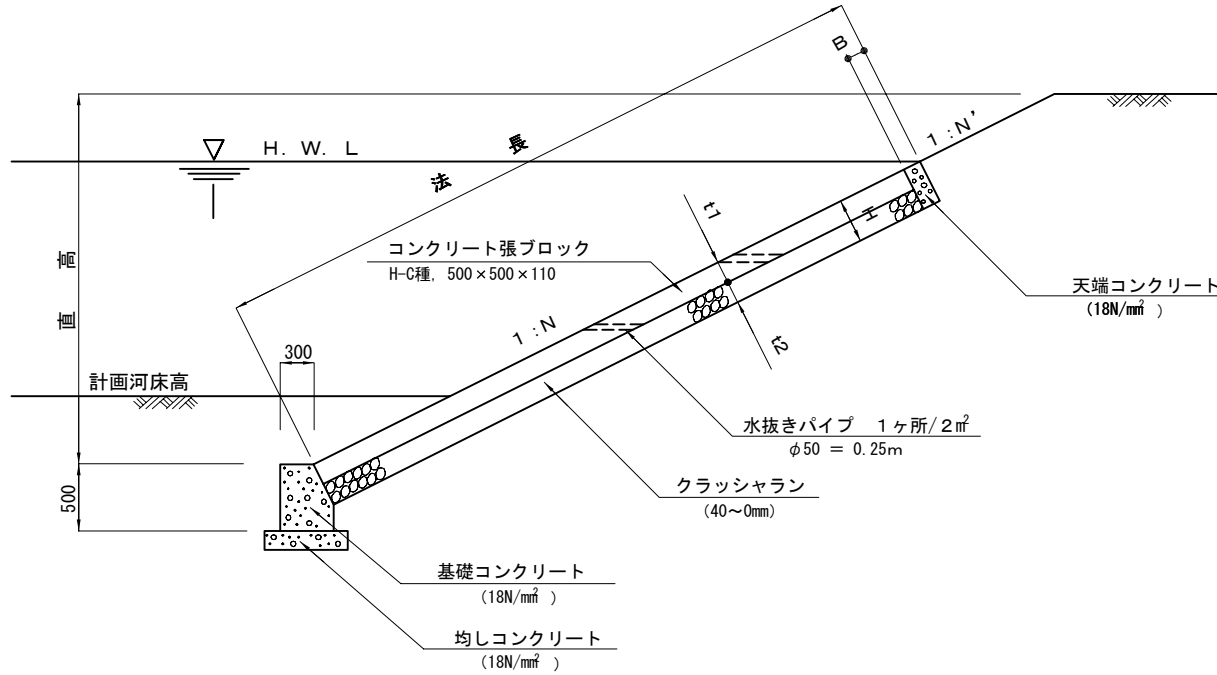 B
1:N'
H. W. L
法長
直高
t1
H
コンクリート張ブロック
H-C種, 500×500×110
天端コンクリート
(18N/mm²)
1:N
t2
300
計画河床高
水抜きパイプ 1ヶ所/2㎡
φ50 = 0.25m
クラッシャラン
(40~0mm)
500
基礎コンクリート
(18N/mm²)
均しコンクリート
(18N/mm²)